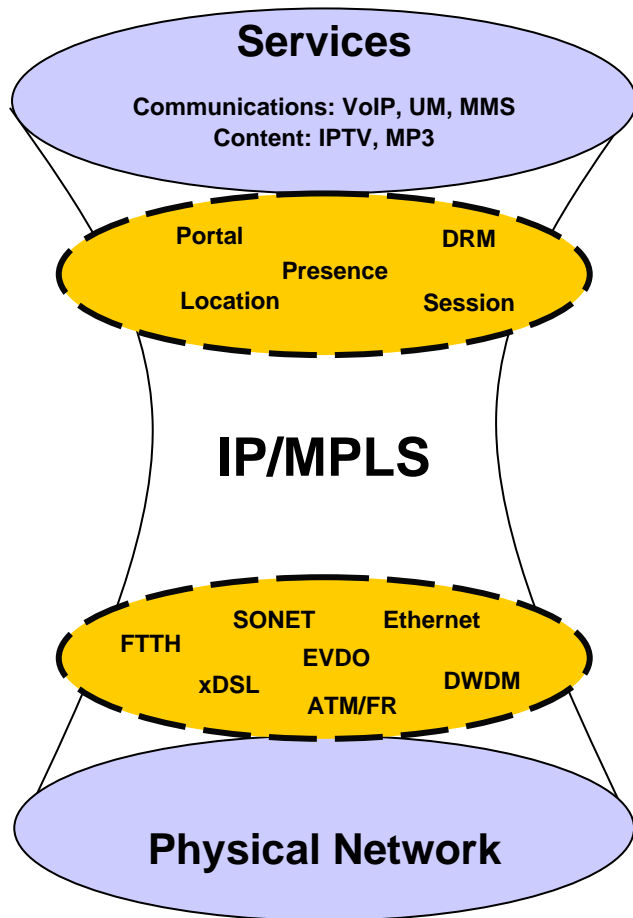 Services
Communications: VoIP, UM, MMS
Content: IPTV, MP3
Portal
DRM
Presence
Location
Session
IP/MPLS
SONET
Ethernet
FTTH
EVDO
xDSL
DWDM
ATM/FR
Physical Network